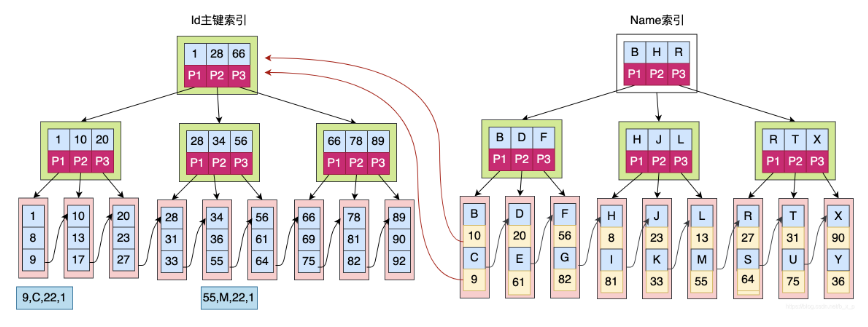 Id主键索引
Name索引
1 28 66
P1 P2 P3
B H R
P1 P2 P3
1 10 20
P1 P2 P3
28 34 56
P1 P2 P3
66 78 89
P1 P2 P3
B D F
P1 P2 P3
H J L
P1 P2 P3
R T X
P1 P2 P3
1 10 20 28 34 56 66 78 89
8 13 23 31 36 61 69 81 90
9 17 27 33 55 64 75 82 92
B D F H J L R T X
10 20 56 8 23 13 27 31 90
C E G I K M S U Y
9 61 82 81 33 55 64 75 36
9,C,22,1
55,M,22,1